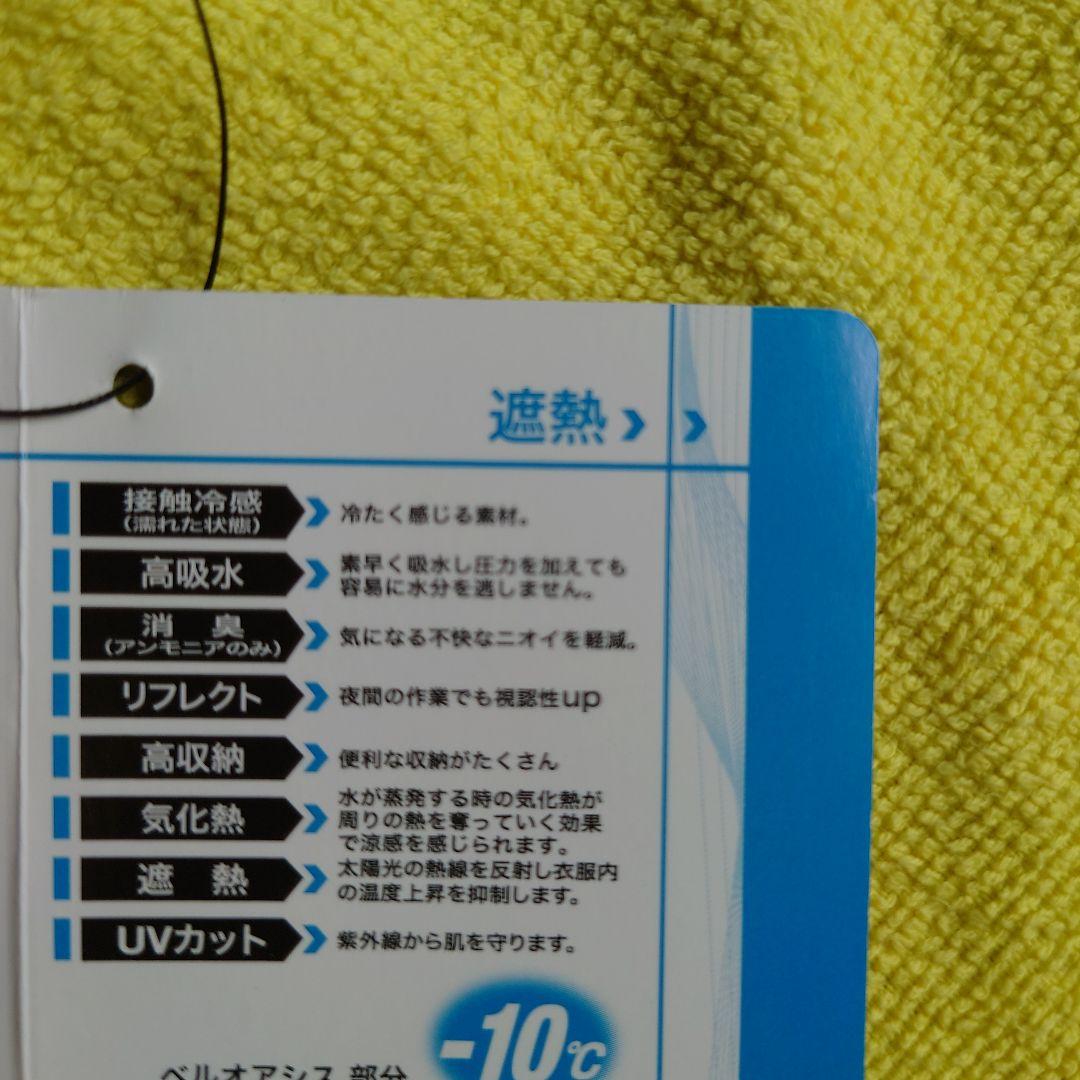 遮熱
接触冷感
(濡れた状態)
冷たく感じる素材。
高吸水
素早く吸水し圧力を加えても
容易に水分を逃しません。
消 臭
(アンモニアのみ)
気になる不快なニオイを軽減。
リフレクト
夜間の作業でも視認性up
高収納
便利な収納がたくさん
気化熱
水が蒸発する時の気化熱が
周りの熱を奪っていく効果
で涼感を感じられます。
遮 熱
太陽光の熱線を反射し衣服内
の温度上昇を抑制します。
UVカット
紫外線から肌を守ります。
-10℃
ベルオアシス 部分